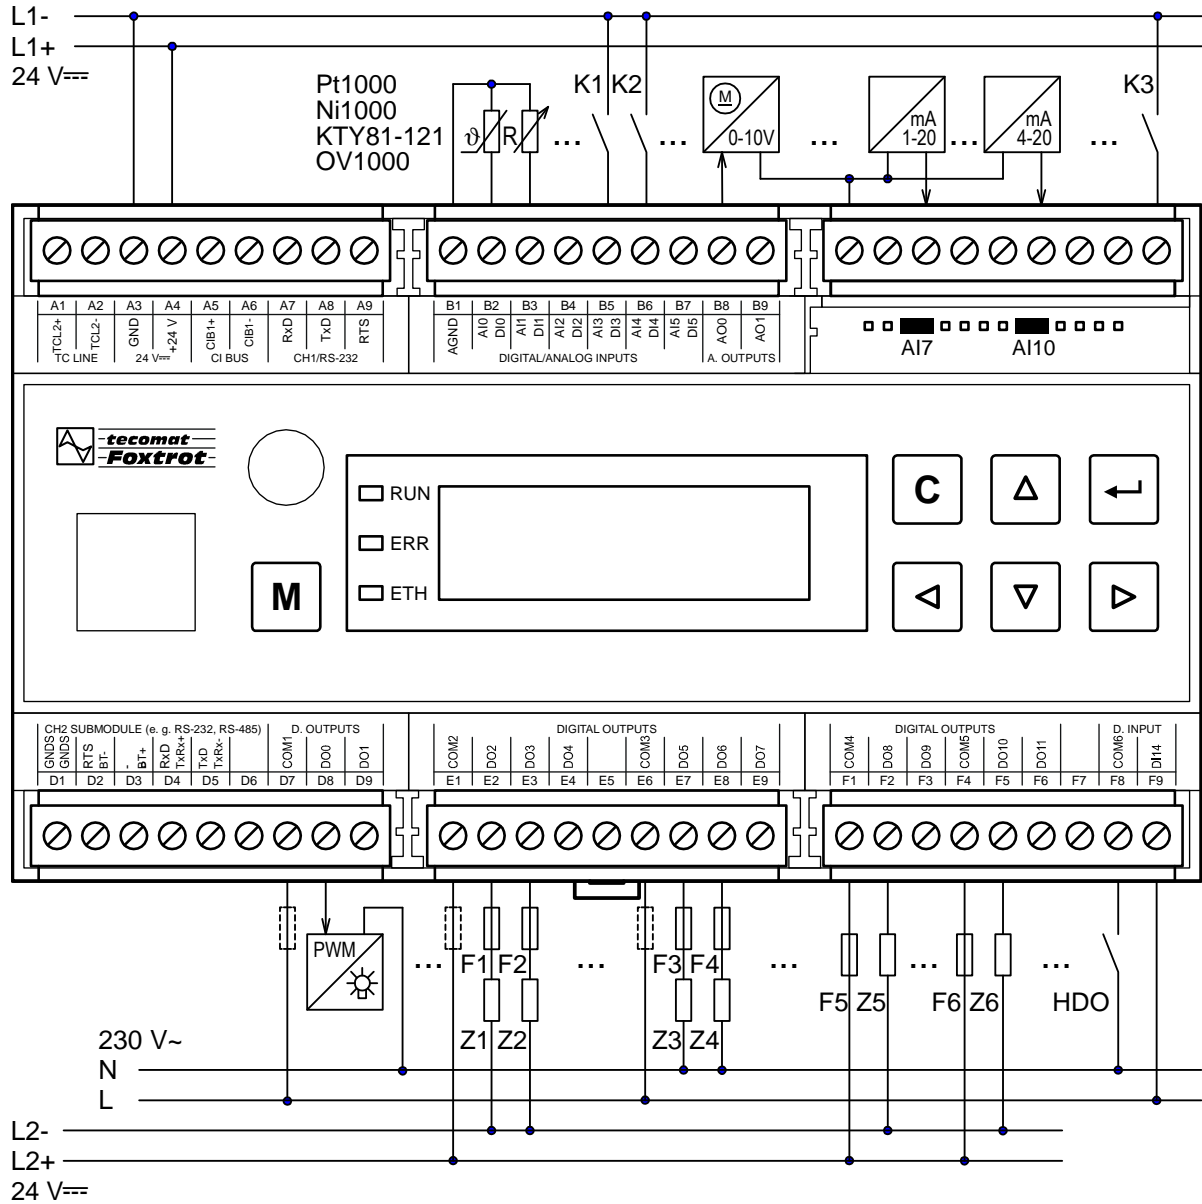 L1-
L1+
24 V
Pt1000
Ni1000
KTY81-121
OV1000
ϑ
R
...
K1 K2
...
M
0-10V
...
mA
1-20
...
mA
4-20
...
K3
A1 A2 A3 A4 A5 A6 A7 A8 A9
TCL2+ TCL2- GND +24 V CIB1+ CIB1- RxD TxD RTS
TC LINE 24 V CI BUS CH1/RS-232
B1 B2 B3 B4 B5 B6 B7 B8 B9
AGND AI0 DI0 AI1 DI1 AI2 DI2 AI3 DI3 AI4 DI4 AI5 DI5 AO0 AO1
DIGITAL/ANALOG INPUTS A. OUTPUTS
AI7 AI10
tecomat
Foxtrot
RUN
ERR
ETH
M
C
CH2 SUBMODULE (e. g. RS-232, RS-485) D. OUTPUTS
GNDS GNDS RTS BT- - BT+ RxD TxRx+ TxD TxRx- COM1 DO0 DO1
D1 D2 D3 D4 D5 D6 D7 D8 D9
DIGITAL OUTPUTS
COM2 DO2 DO3 DO4 COM3 DO5 DO6 DO7
E1 E2 E3 E4 E5 E6 E7 E8 E9
DIGITAL OUTPUTS D. INPUT
COM4 DO8 DO9 COM5 DO10 DO11 COM6 DI14
F1 F2 F3 F4 F5 F6 F7 F8 F9
PWM
...
F1 F2
...
F3 F4
...
F5 Z5
...
F6 Z6
...
HDO
Z1 Z2
Z3 Z4
230 V~
N
L
L2-
L2+
24 V